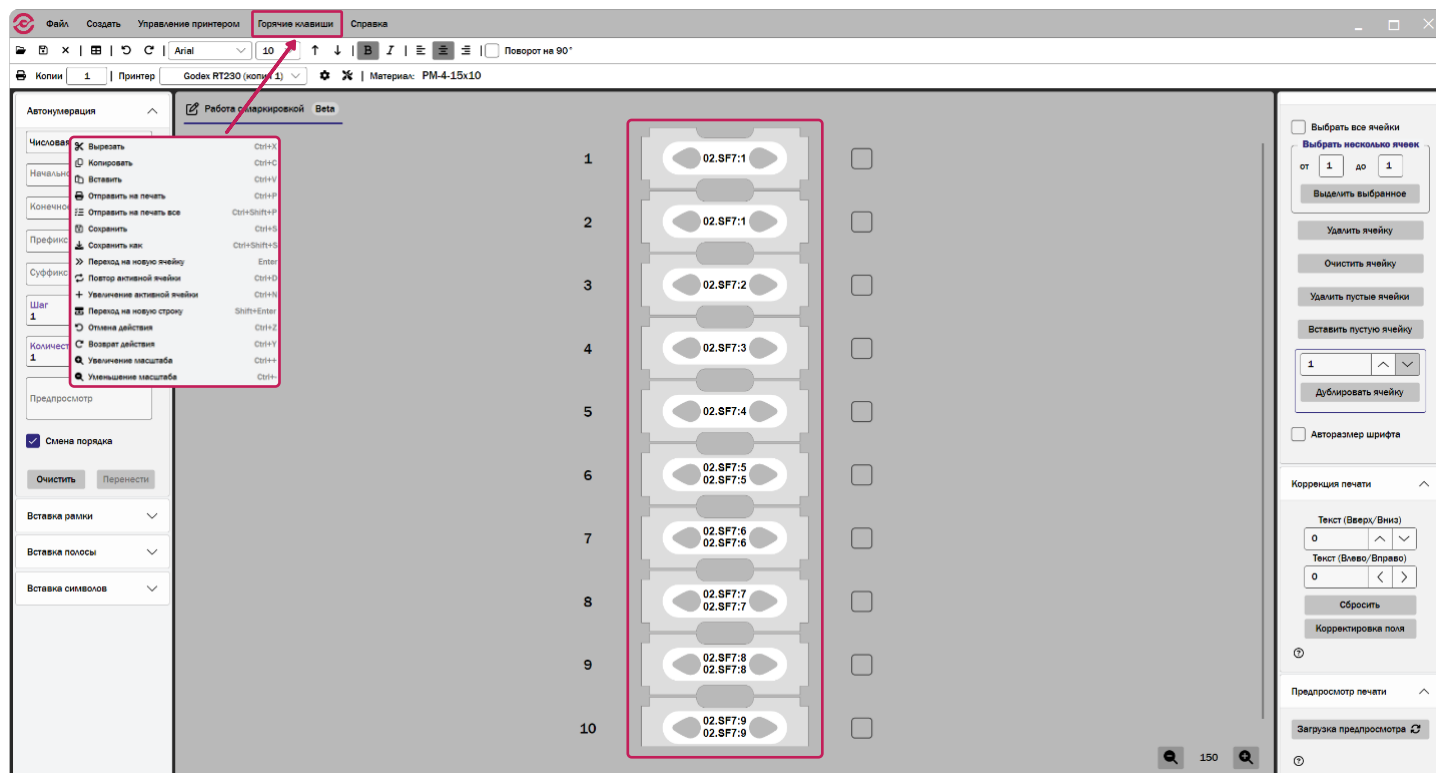 Файл Создать Управление принтером Горячие клавиши Справка
Arial 10 B I Поворот на 90°
Копии 1 Принтер Godex RT230 (копия 1) Материал: PM-4-15x10
Автонумерация
Числовая
Шаг
1
1
Предпросмотр
Смена порядка
Очистить Перенести
Вставка рамки
Вставка полосы
Вставка символов
Вырезать Ctrl+X
Копировать Ctrl+C
Вставить Ctrl+V
Отправить на печать Ctrl+P
Отправить на печать все Ctrl+Shift+P
Сохранить Ctrl+S
Сохранить как Ctrl+Shift+S
Переход на новую ячейку Enter
Повтор активной ячейки Ctrl+D
Увеличение активной ячейки Ctrl+N
Переход на новую строку Shift+Enter
Отмена действия Ctrl+Z
Возврат действия Ctrl+Y
Увеличение масштаба Ctrl++
Уменьшение масштаба Ctrl+-
Работа с маркировкой Beta
1 02.SF7:1
2 02.SF7:1
3 02.SF7:2
4 02.SF7:3
5 02.SF7:4
6 02.SF7:5
02.SF7:5
7 02.SF7:6
02.SF7:6
8 02.SF7:7
02.SF7:7
9 02.SF7:8
02.SF7:8
10 02.SF7:9
02.SF7:9
150
Выбрать все ячейки
Выбрать несколько ячеек
от 1 до 1
Выделить выбранное
Удалить ячейку
Очистить ячейку
Удалить пустые ячейки
Вставить пустую ячейку
1
Дублировать ячейку
Авторазмер шрифта
Коррекция печати
Текст (Вверх/Вниз)
0
Текст (Влево/Вправо)
0
Сбросить
Корректировка поля
Предпросмотр печати
Загрузка предпросмотра